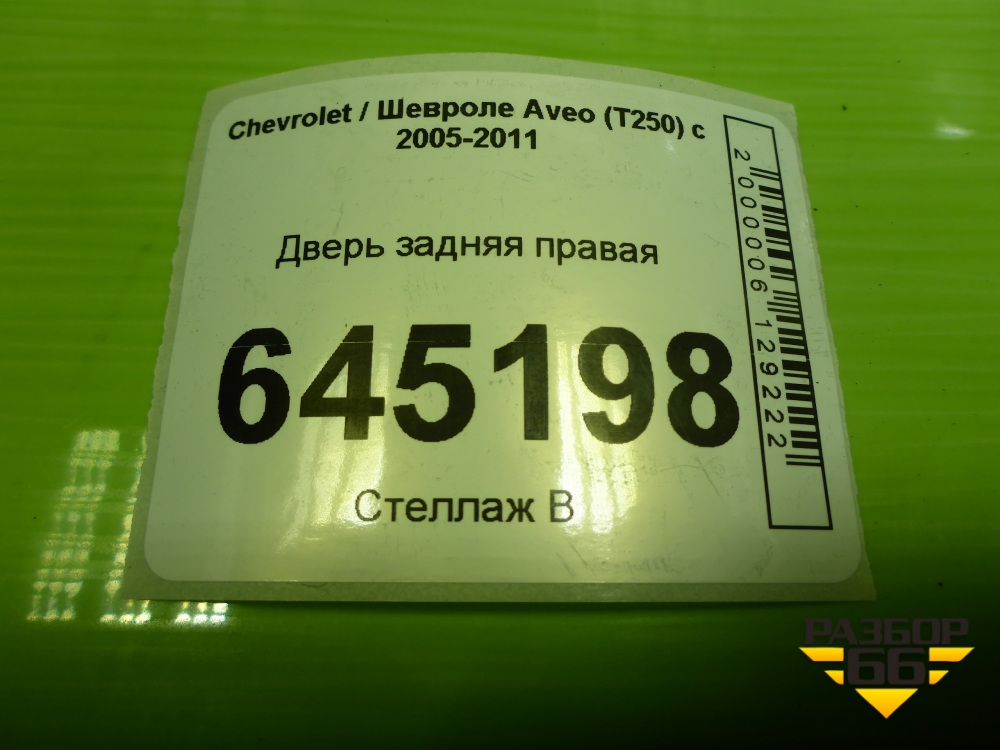 Chevrolet / Шевроле Aveo (T250) с
2005-2011
Дверь задняя правая
645198
Стеллаж В
2000006129222
РАЗБОР
66